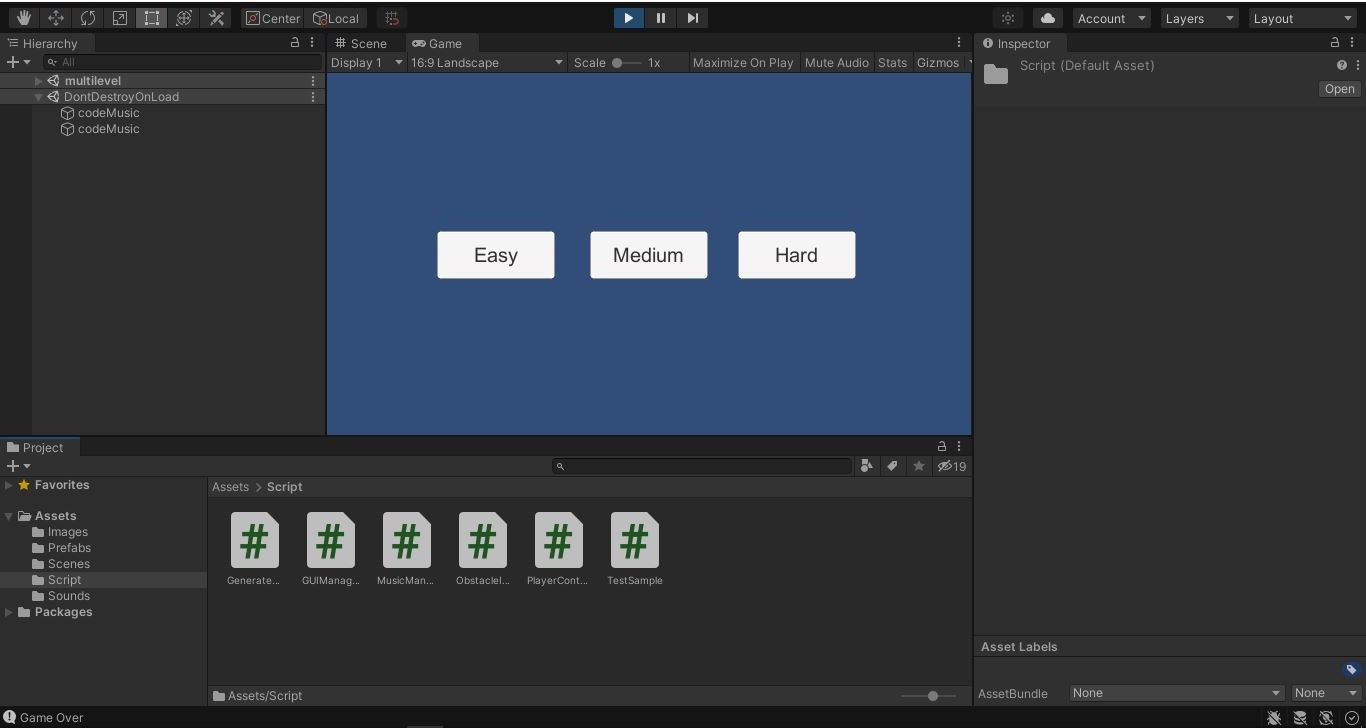 Center
Local
Account
Layers
Layout
Hierarchy
All
multilevel
DontDestroyOnLoad
codeMusic
codeMusic
Scene
Game
Display 1
16:9 Landscape
Scale
1x
Maximize On Play
Mute Audio
Stats
Gizmos
Easy
Medium
Hard
Inspector
Script (Default Asset)
Open
Project
19
Favorites
Assets
Images
Prefabs
Scenes
Script
Sounds
Packages
Assets > Script
Generate...
GUIManag...
MusicMan...
ObstacleI...
PlayerCont...
TestSample
Assets/Script
Asset Labels
AssetBundle
None
None
Game Over